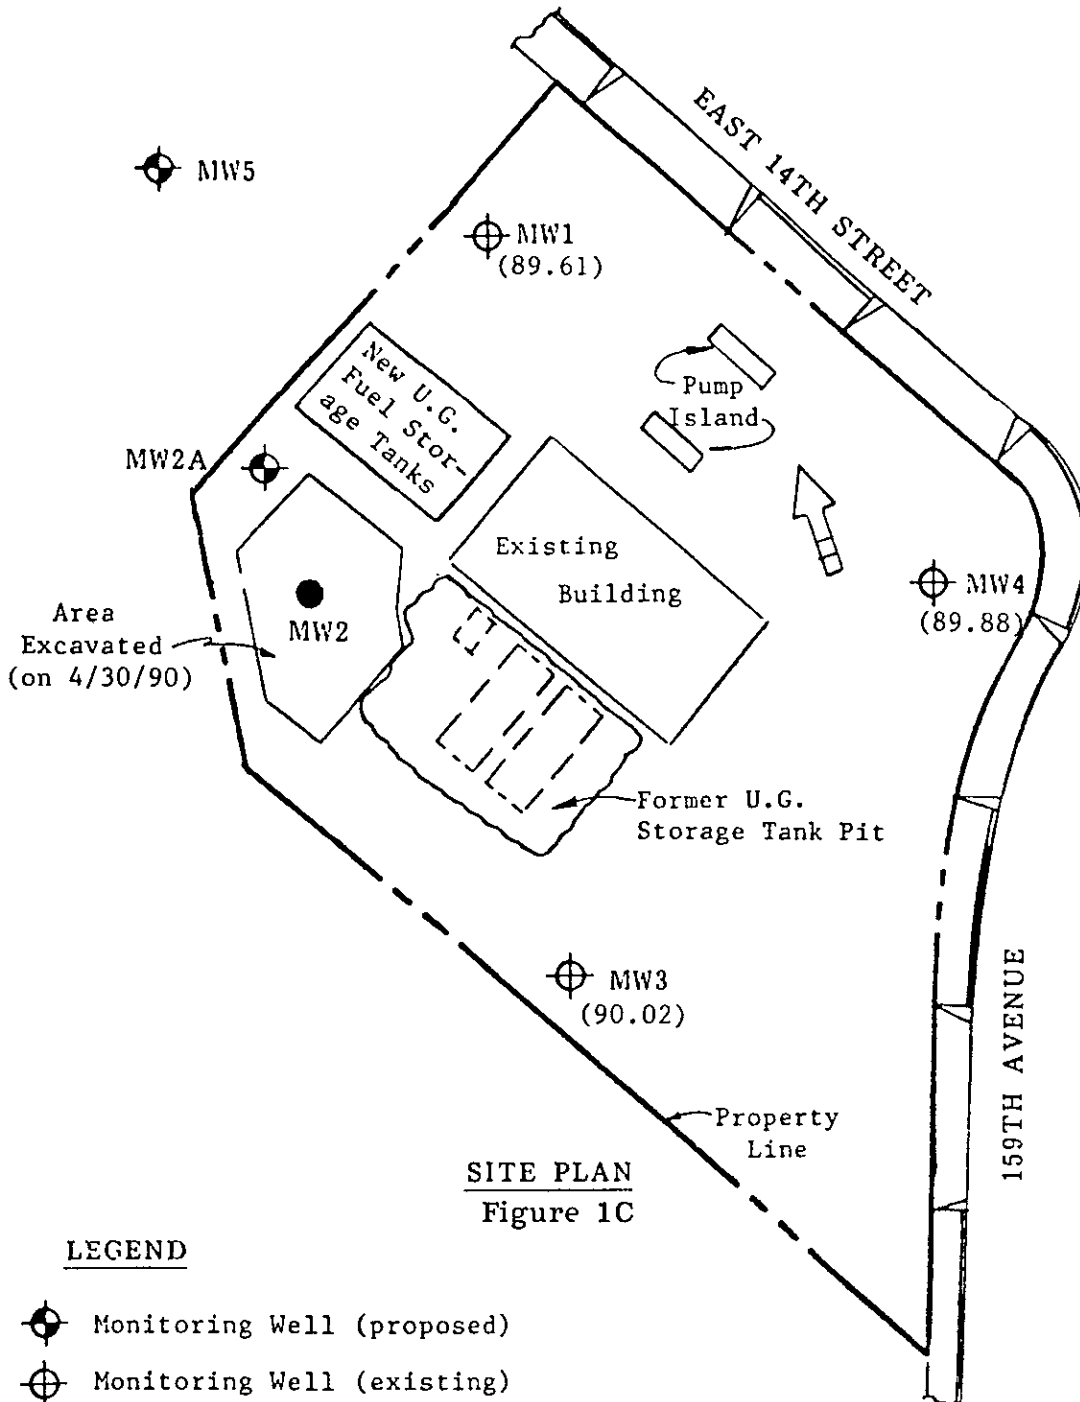 EAST 14TH STREET
MW5
MW1
(89.61)
New U.G.
Fuel Stor-
age Tanks
Pump
Island
MW2A
Existing
Building
MW4
(89.88)
MW2
Area
Excavated
(on 4/30/90)
Former U.G.
Storage Tank Pit
MW3
(90.02)
159TH AVENUE
Property
Line
SITE PLAN
Figure 1C
LEGEND
Monitoring Well (proposed)
Monitoring Well (existing)